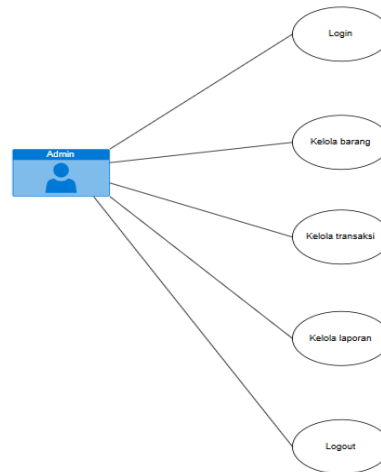 Login
Admin
Kelola barang
Kelola transaksi
Kelola laporan
Logout